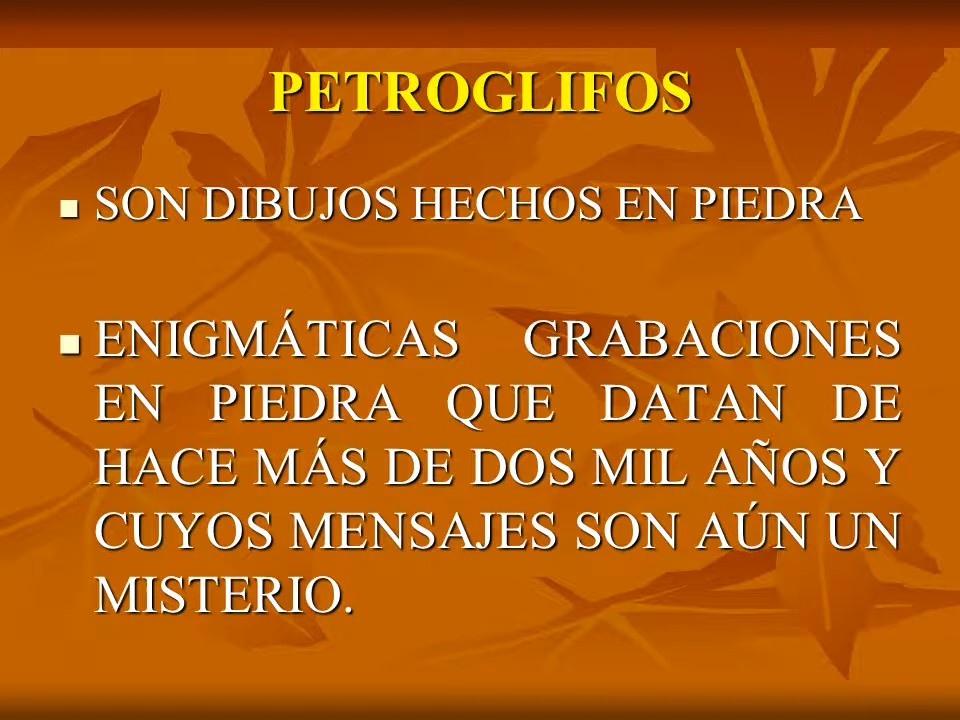 PETROGLIFOS
SON DIBUJOS HECHOS EN PIEDRA
ENIGMÁTICAS GRABACIONES
EN PIEDRA QUE DATAN DE
HACE MÁS DE DOS MIL AÑOS Y
CUYOS MENSAJES SON AÚN UN
MISTERIO.